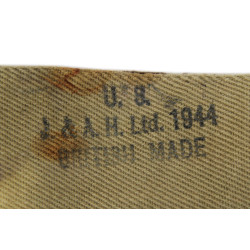 U. S.
J. & A. H. Ltd. 1944
BRITISH MADE